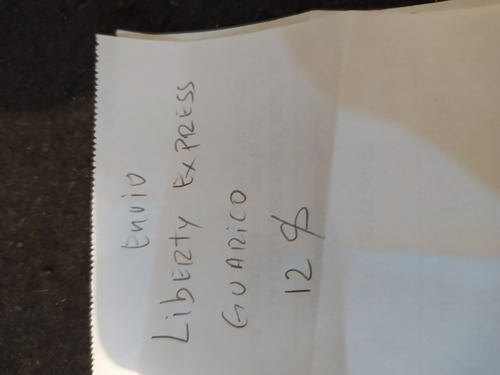 Envio
Liberty Express
GUARICO
12 $